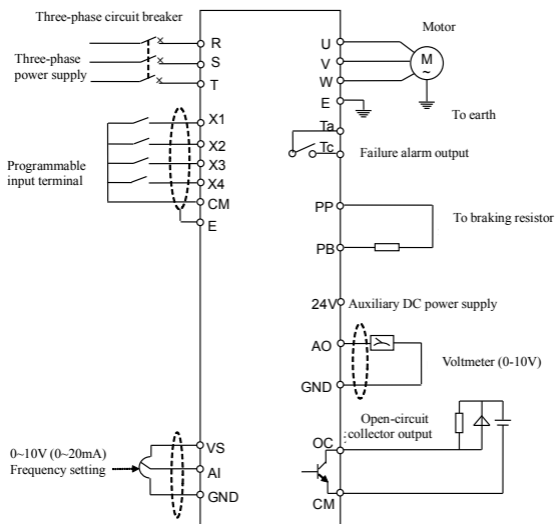 Three-phase circuit breaker
Three-phase
power supply
R
S
T
X1
X2
X3
X4
CM
E
Programmable
input terminal
0~10V (0~20mA)
Frequency setting
VS
AI
GND
U
V
W
E
Motor
M
~
To earth
Ta
Tc
Failure alarm output
PP
PB
To braking resistor
24V Auxiliary DC power supply
AO
GND
Voltmeter (0-10V)
Open-circuit
collector output
OC
CM